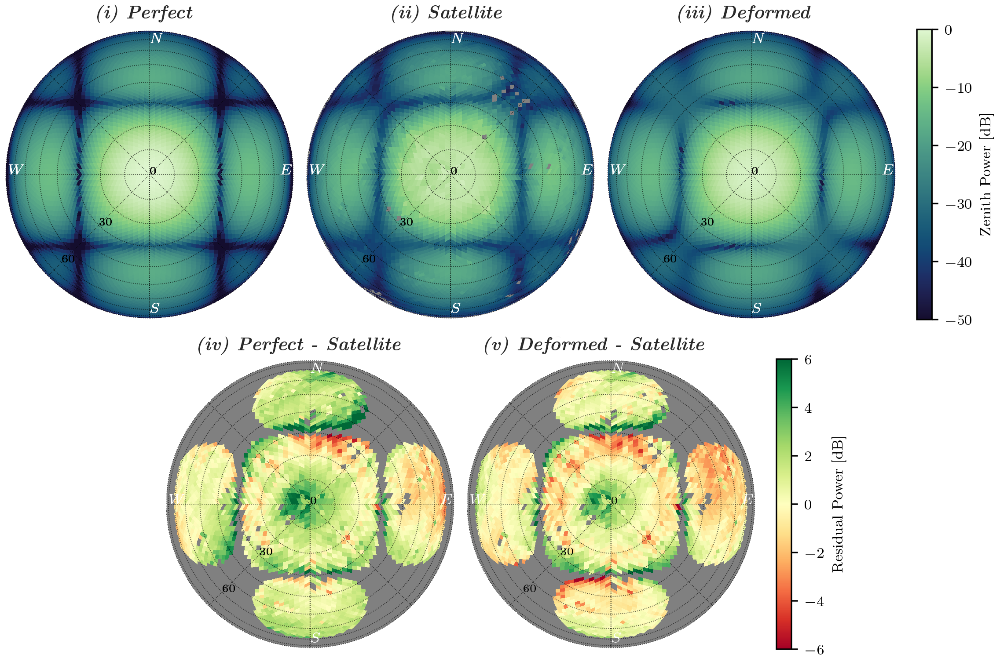 (i) Perfect
(ii) Satellite
(iii) Deformed
N
W
E
S
0
30
60
N
W
E
S
0
30
60
N
W
E
S
0
30
60
0
−10
−20
−30
−40
−50
Zenith Power [dB]
(iv) Perfect - Satellite
(v) Deformed - Satellite
N
W
E
S
0
30
60
N
W
E
S
0
30
60
6
4
2
0
−2
−4
−6
Residual Power [dB]